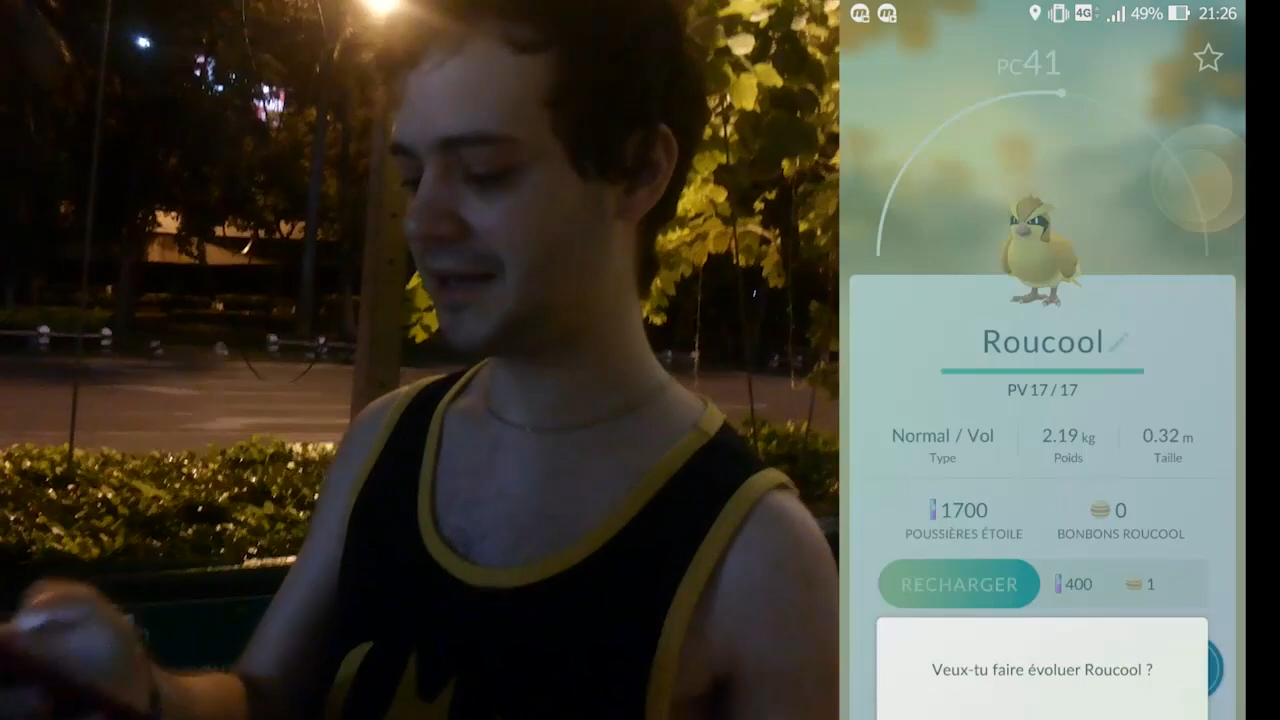 4G 49% 21:26
PC41
Roucool
PV 17 / 17
Normal / Vol 2.19 kg 0.32 m
Type Poids Taille
1700 0
POUSSIÈRES ÉTOILE BONBONS ROUCOOL
RECHARGER 400 1
Veux-tu faire évoluer Roucool ?